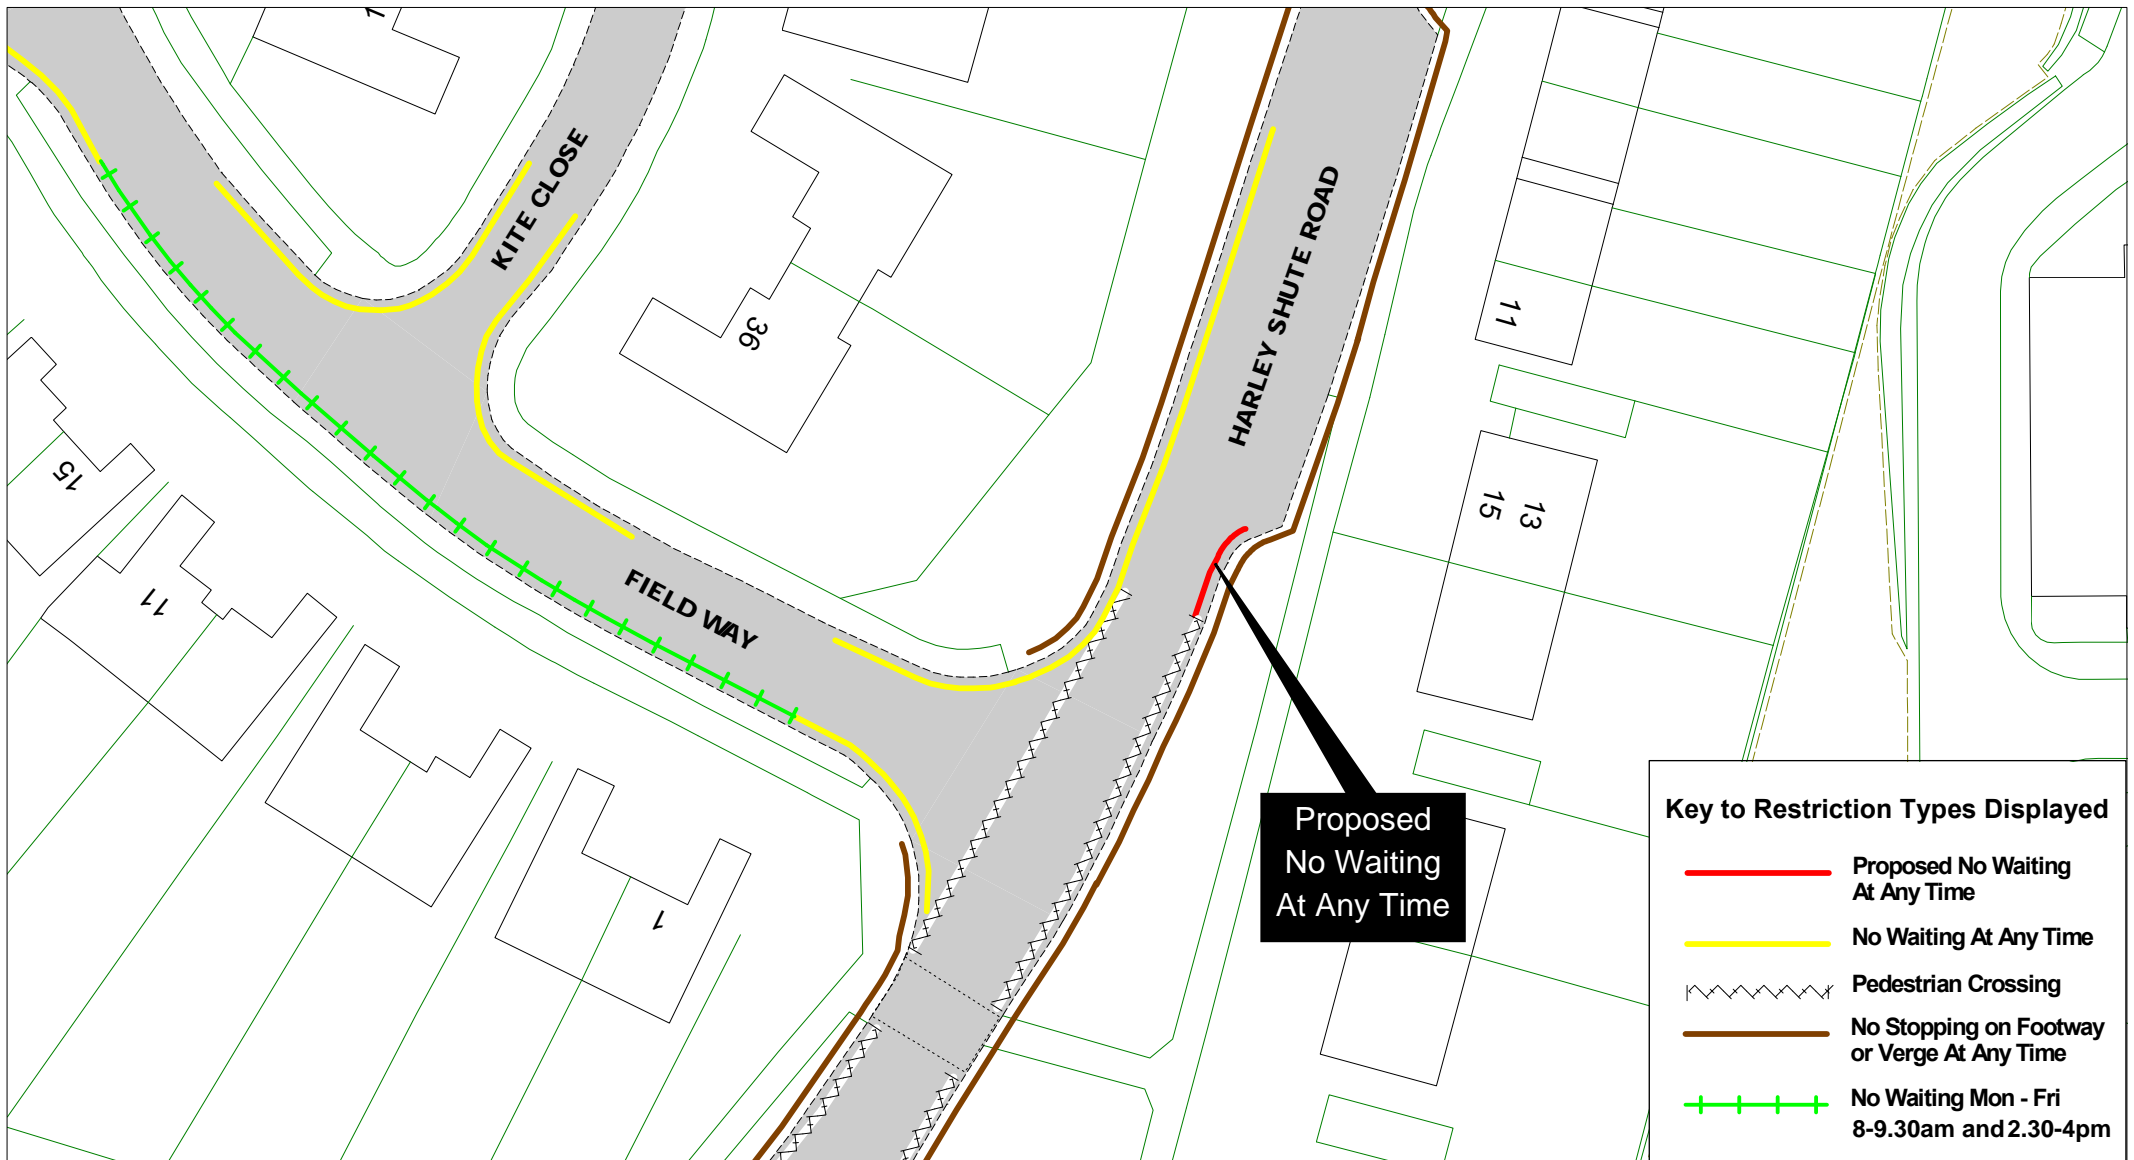 1
KITE CLOSE
36
HARLEY SHUTE ROAD
11
15
13
15
11
FIELD WAY
1
Proposed
No Waiting
At Any Time
Key to Restriction Types Displayed
Proposed No Waiting
At Any Time
No Waiting At Any Time
Pedestrian Crossing
No Stopping on Footway
or Verge At Any Time
No Waiting Mon - Fri
8-9.30am and 2.30-4pm